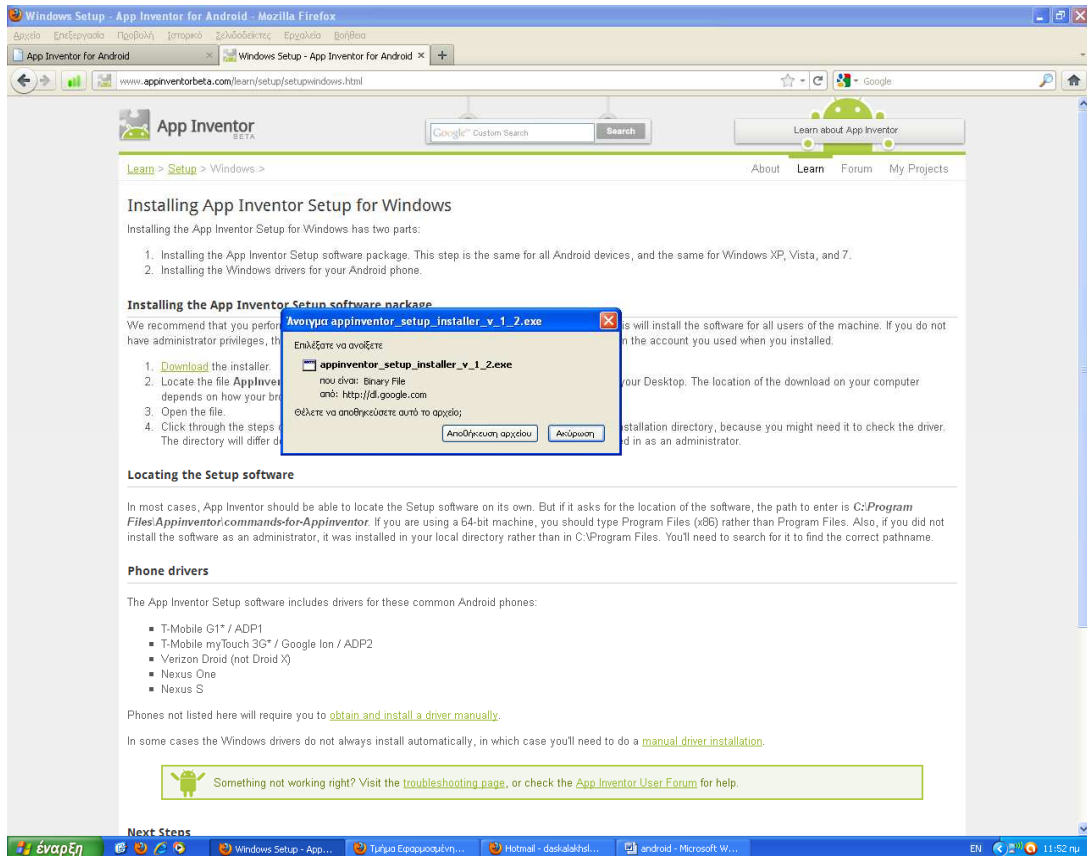 Windows Setup - App Inventor for Android - Mozilla Firefox
Αρχείο Επεξεργασία Προβολή Ιστορικό Σελιδοδείκτες Εργαλεία Βοήθεια
App Inventor for Android × Windows Setup - App Inventor for Android × +
www.appinventorbeta.com/learn/setup/setupwindows.html Google
App Inventor
BETA
Google™ Custom Search Search
Learn about App Inventor
Learn > Setup > Windows >
About Learn Forum My Projects
Installing App Inventor Setup for Windows
Installing the App Inventor Setup for Windows has two parts:
1. Installing the App Inventor Setup software package. This step is the same for all Android devices, and the same for Windows XP, Vista, and 7.
2. Installing the Windows drivers for your Android phone.
Installing the App Inventor Setup software package
We recommend that you perfor
is will install the software for all users of the machine. If you do not
have administrator privileges, th
n the account you used when you installed.
1. Download the installer.
2. Locate the file AppInver
your Desktop. The location of the download on your computer
depends on how your bro
3. Open the file.
4. Click through the steps o
stallation directory, because you might need it to check the driver.
The directory will differ de
ed in as an administrator.
Άνοιγμα appinventor_setup_installer_v_1_2.exe
Επιλέξατε να ανοίξετε
appinventor_setup_installer_v_1_2.exe
που είναι: Binary File
από: http://dl.google.com
Θέλετε να αποθηκεύσετε αυτό το αρχείο;
Αποθήκευση αρχείου Ακύρωση
Locating the Setup software
In most cases, App Inventor should be able to locate the Setup software on its own. But if it asks for the location of the software, the path to enter is C:\Program
Files\Appinventor\commands-for-Appinventor. If you are using a 64-bit machine, you should type Program Files (x86) rather than Program Files. Also, if you did not
install the software as an administrator, it was installed in your local directory rather than in C:\Program Files. You'll need to search for it to find the correct pathname.
Phone drivers
The App Inventor Setup software includes drivers for these common Android phones:
T-Mobile G1* / ADP1
T-Mobile myTouch 3G* / Google Ion / ADP2
Verizon Droid (not Droid X)
Nexus One
Nexus S
Phones not listed here will require you to obtain and install a driver manually.
In some cases the Windows drivers do not always install automatically, in which case you'll need to do a manual driver installation.
Something not working right? Visit the troubleshooting page, or check the App Inventor User Forum for help.
Next Steps
έναρξη Windows Setup - App... Τμήμα Εφαρμοσμένη... Hotmail - daskalakhsl... android - Microsoft W... EN 11:52 πμ